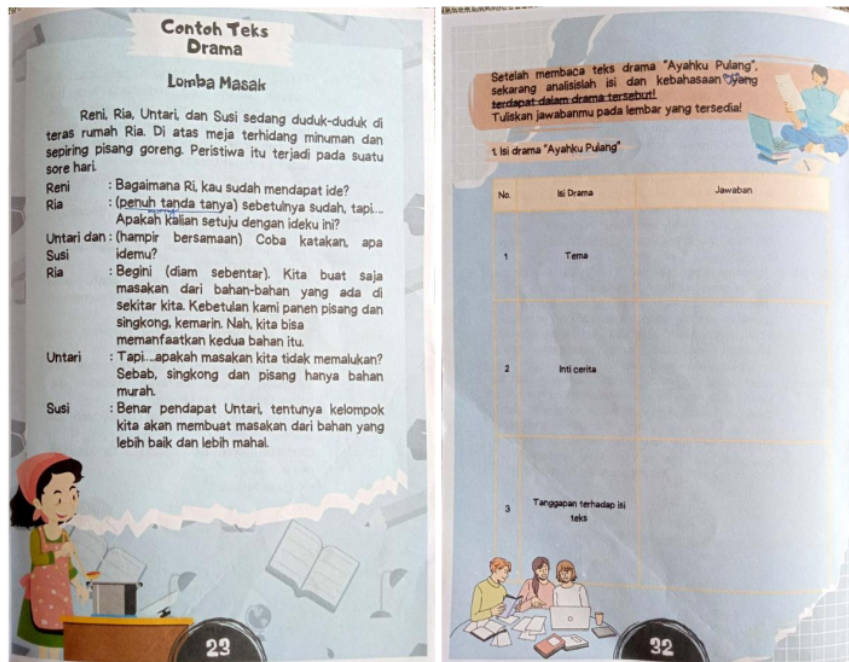 Contoh Teks
Drama
Lomba Masak
Reni, Ria, Untari, dan Susi sedang duduk-duduk di
teras rumah Ria. Di atas meja terhidang minuman dan
sepiring pisang goreng. Peristiwa itu terjadi pada suatu
sore hari.
Reni : Bagaimana Ri, kau sudah mendapat ide?
Ria : (penuh tanda tanya) sebetulnya sudah, tapi...
Apakah kalian setuju dengan ideku ini?
Untari dan : (hampir bersamaan) Coba katakan, apa
Susi idemu?
Ria : Begini (diam sebentar). Kita buat saja
masakan dari bahan-bahan yang ada di
sekitar kita. Kebetulan kami panen pisang dan
singkong, kemarin. Nah, kita bisa
memanfaatkan kedua bahan itu.
Untari : Tapi...apakah masakan kita tidak memalukan?
Sebab, singkong dan pisang hanya bahan
murah.
Susi : Benar pendapat Untari, tentunya kelompok
kita akan membuat masakan dari bahan yang
lebih baik dan lebih mahal.
23
Setelah membaca teks drama "Ayahku Pulang",
sekarang analisislah isi dan kebahasaan yang
terdapat dalam drama tersebut!
Tuliskan jawabanmu pada lembar yang tersedia!
1. Isi drama "Ayahku Pulang"
No. Isi Drama Jawaban
1 Tema
2 Inti cerita
3 Tanggapan terhadap isi
teks
32